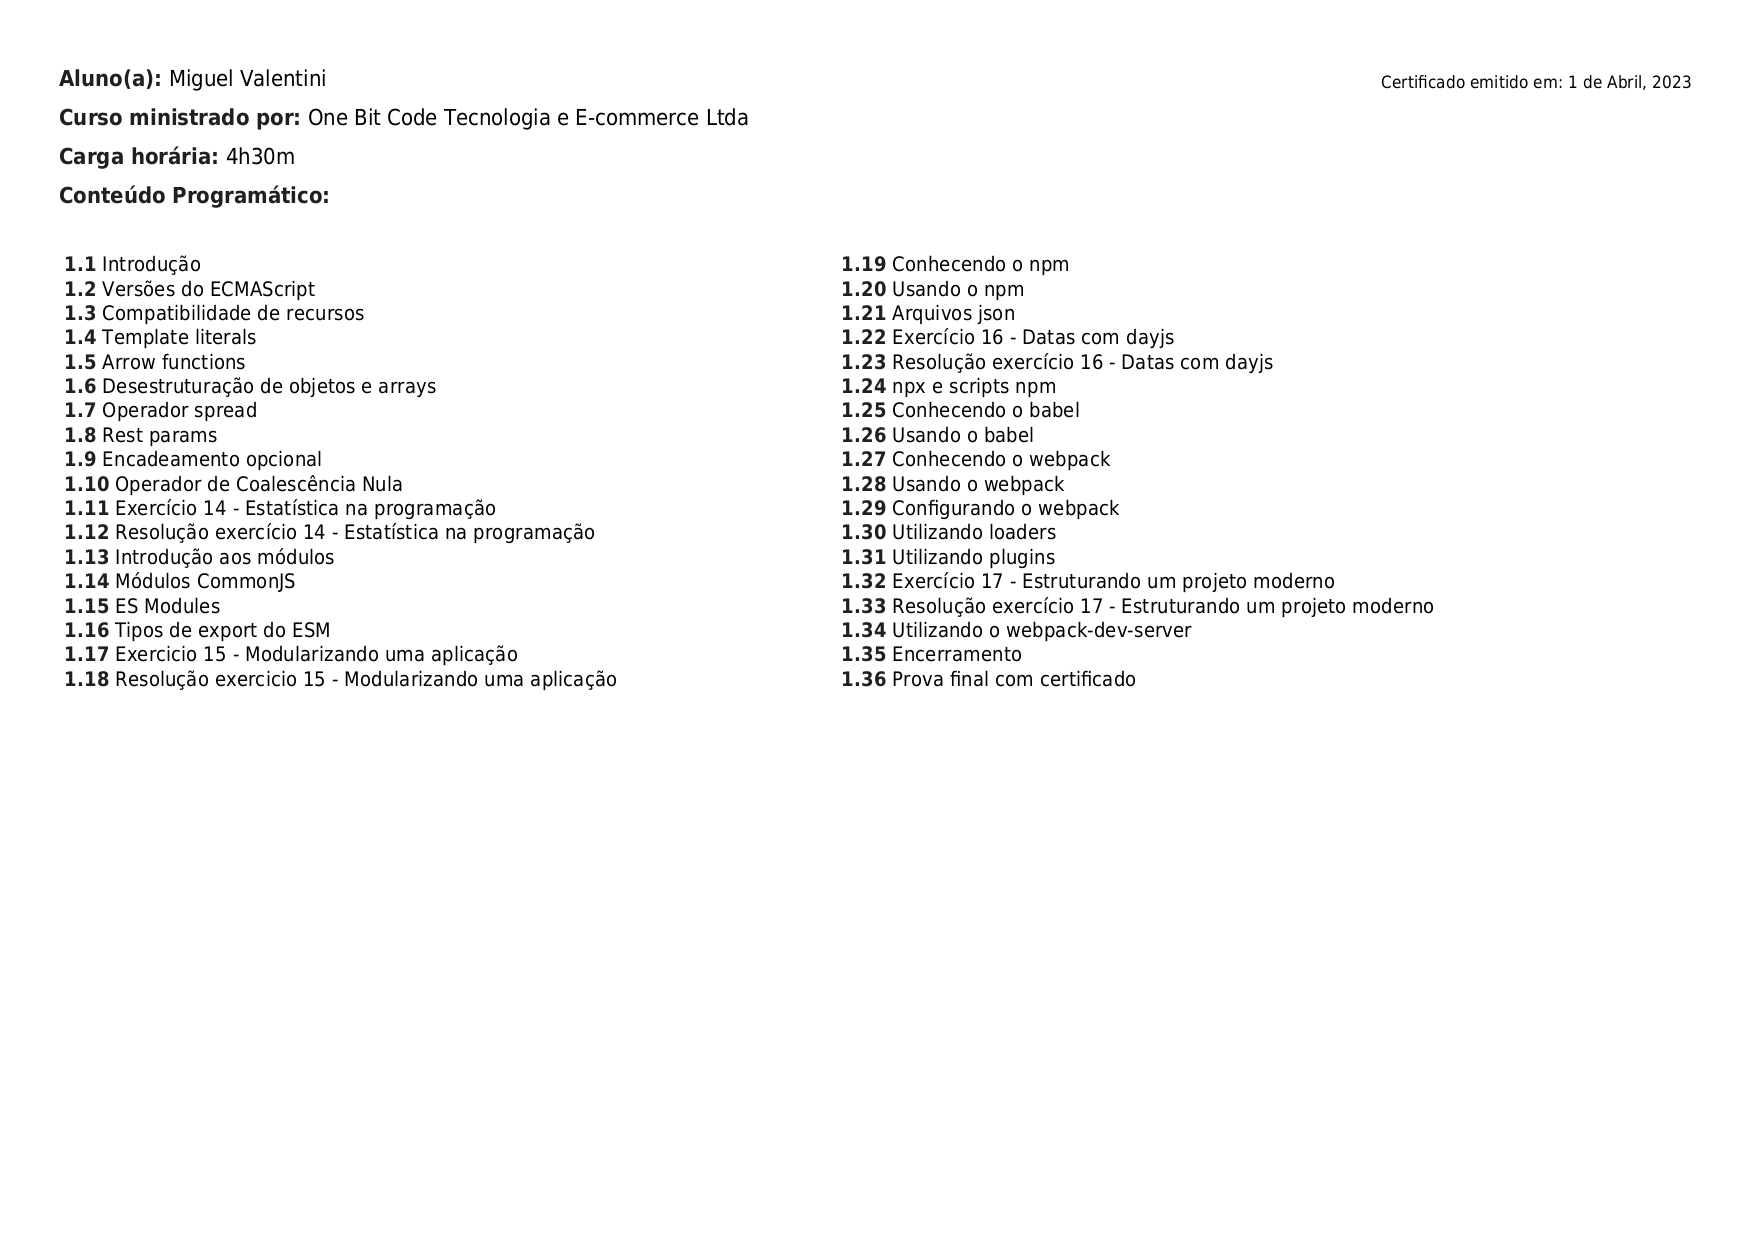 Aluno(a): Miguel Valentini
Certificado emitido em: 1 de Abril, 2023
Curso ministrado por: One Bit Code Tecnologia e E-commerce Ltda
Carga horária: 4h30m
Conteúdo Programático:
1.1 Introdução
1.2 Versões do ECMAScript
1.3 Compatibilidade de recursos
1.4 Template literals
1.5 Arrow functions
1.6 Desestruturação de objetos e arrays
1.7 Operador spread
1.8 Rest params
1.9 Encadeamento opcional
1.10 Operador de Coalescência Nula
1.11 Exercício 14 - Estatística na programação
1.12 Resolução exercício 14 - Estatística na programação
1.13 Introdução aos módulos
1.14 Módulos CommonJS
1.15 ES Modules
1.16 Tipos de export do ESM
1.17 Exercicio 15 - Modularizando uma aplicação
1.18 Resolução exercicio 15 - Modularizando uma aplicação
1.19 Conhecendo o npm
1.20 Usando o npm
1.21 Arquivos json
1.22 Exercício 16 - Datas com dayjs
1.23 Resolução exercício 16 - Datas com dayjs
1.24 npx e scripts npm
1.25 Conhecendo o babel
1.26 Usando o babel
1.27 Conhecendo o webpack
1.28 Usando o webpack
1.29 Configurando o webpack
1.30 Utilizando loaders
1.31 Utilizando plugins
1.32 Exercício 17 - Estruturando um projeto moderno
1.33 Resolução exercício 17 - Estruturando um projeto moderno
1.34 Utilizando o webpack-dev-server
1.35 Encerramento
1.36 Prova final com certificado